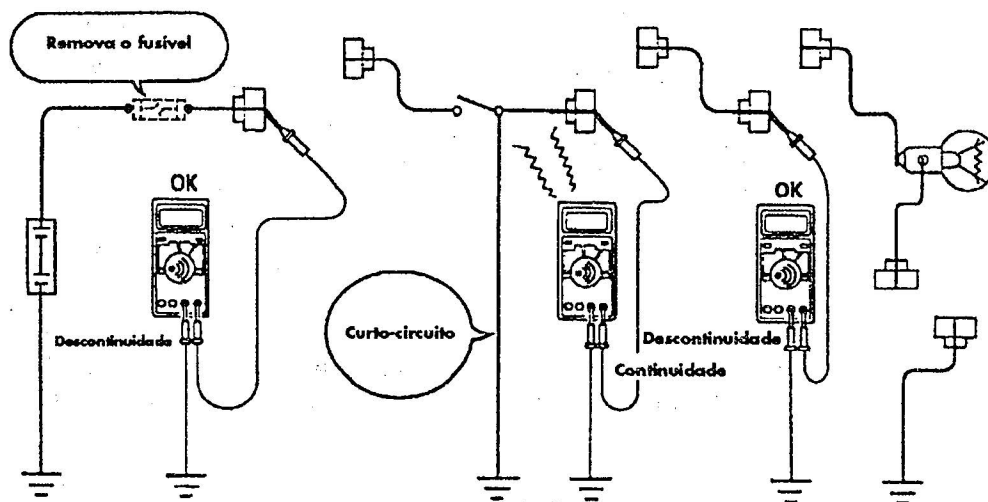 Remova o fusível
OK
Descontinuidade
Curto-circuito
Continuidade
OK
Descontinuidade